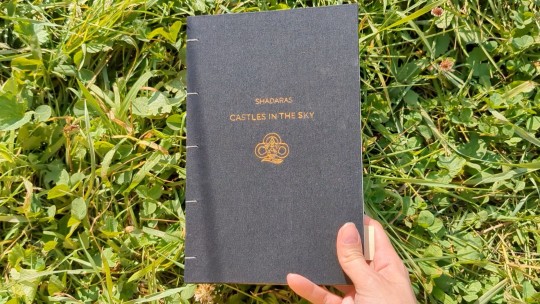 SHADARAS
CASTLES IN THE SKY